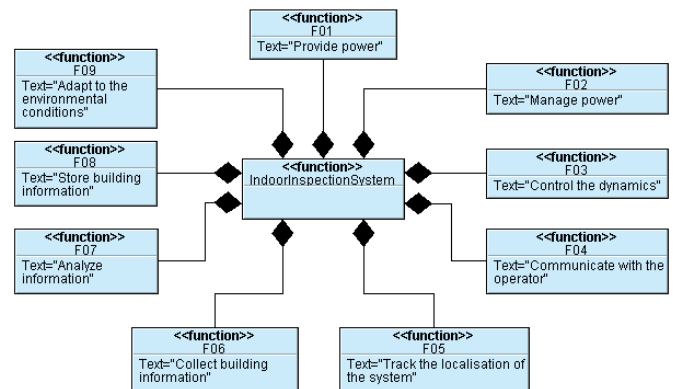 <<function>>
F01
Text="Provide power"
<<function>>
F09
Text="Adapt to the
environmental
conditions"
<<function>>
F02
Text="Manage power"
<<function>>
F08
Text="Store building
information"
<<function>>
IndoorInspectionSystem
<<function>>
F03
Text="Control the dynamics"
<<function>>
F07
Text="Analyze
information"
<<function>>
F04
Text="Communicate with the
operator"
<<function>>
F06
Text="Collect building
information"
<<function>>
F05
Text="Track the localisation of
the system"